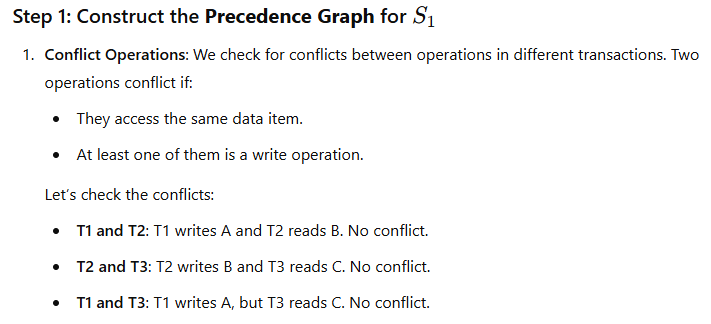 Step 1: Construct the Precedence Graph for S₁
1. Conflict Operations: We check for conflicts between operations in different transactions. Two
operations conflict if:
• They access the same data item.
• At least one of them is a write operation.
Let's check the conflicts:
• T1 and T2: T1 writes A and T2 reads B. No conflict.
• T2 and T3: T2 writes B and T3 reads C. No conflict.
• T1 and T3: T1 writes A, but T3 reads C. No conflict.